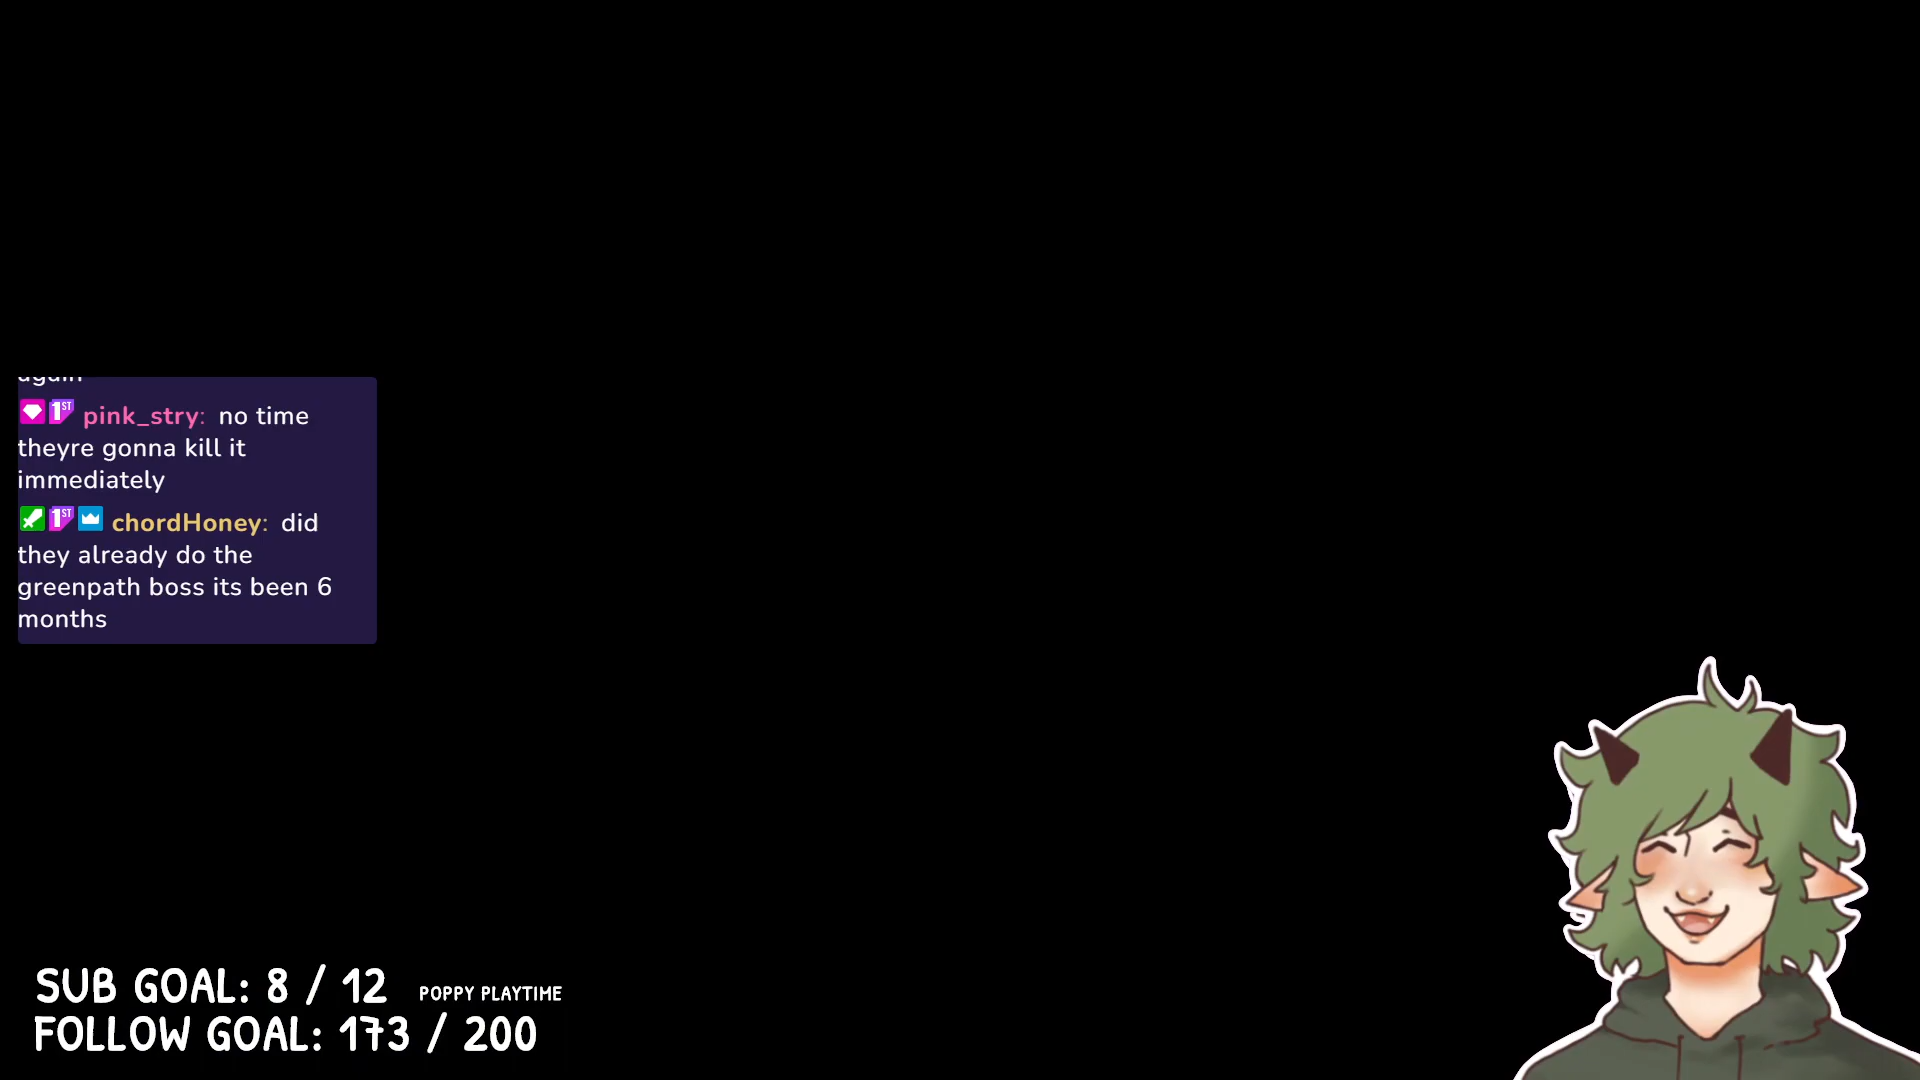 again
pink_stry: no time
theyre gonna kill it
immediately
chordHoney: did
they already do the
greenpath boss its been 6
months
SUB GOAL: 8 / 12 POPPY PLAYTIME
FOLLOW GOAL: 173 / 200